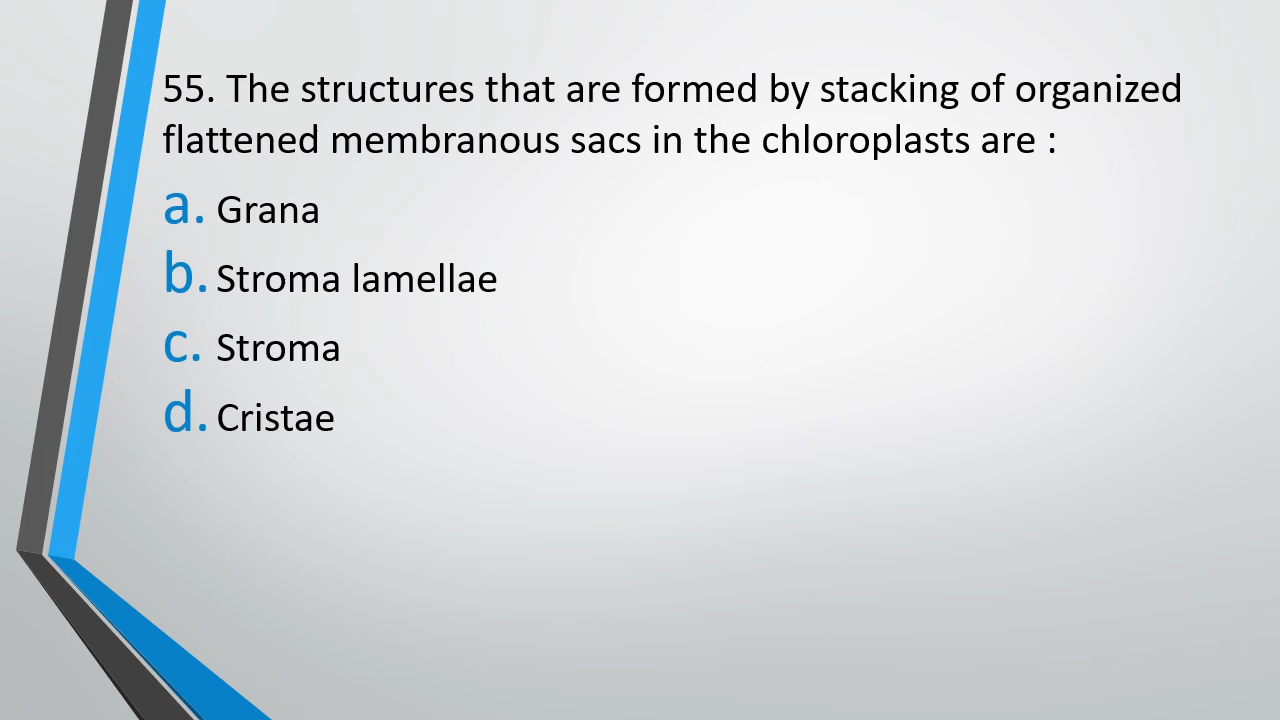 55. The structures that are formed by stacking of organized
flattened membranous sacs in the chloroplasts are :
a. Grana
b. Stroma lamellae
c. Stroma
d. Cristae